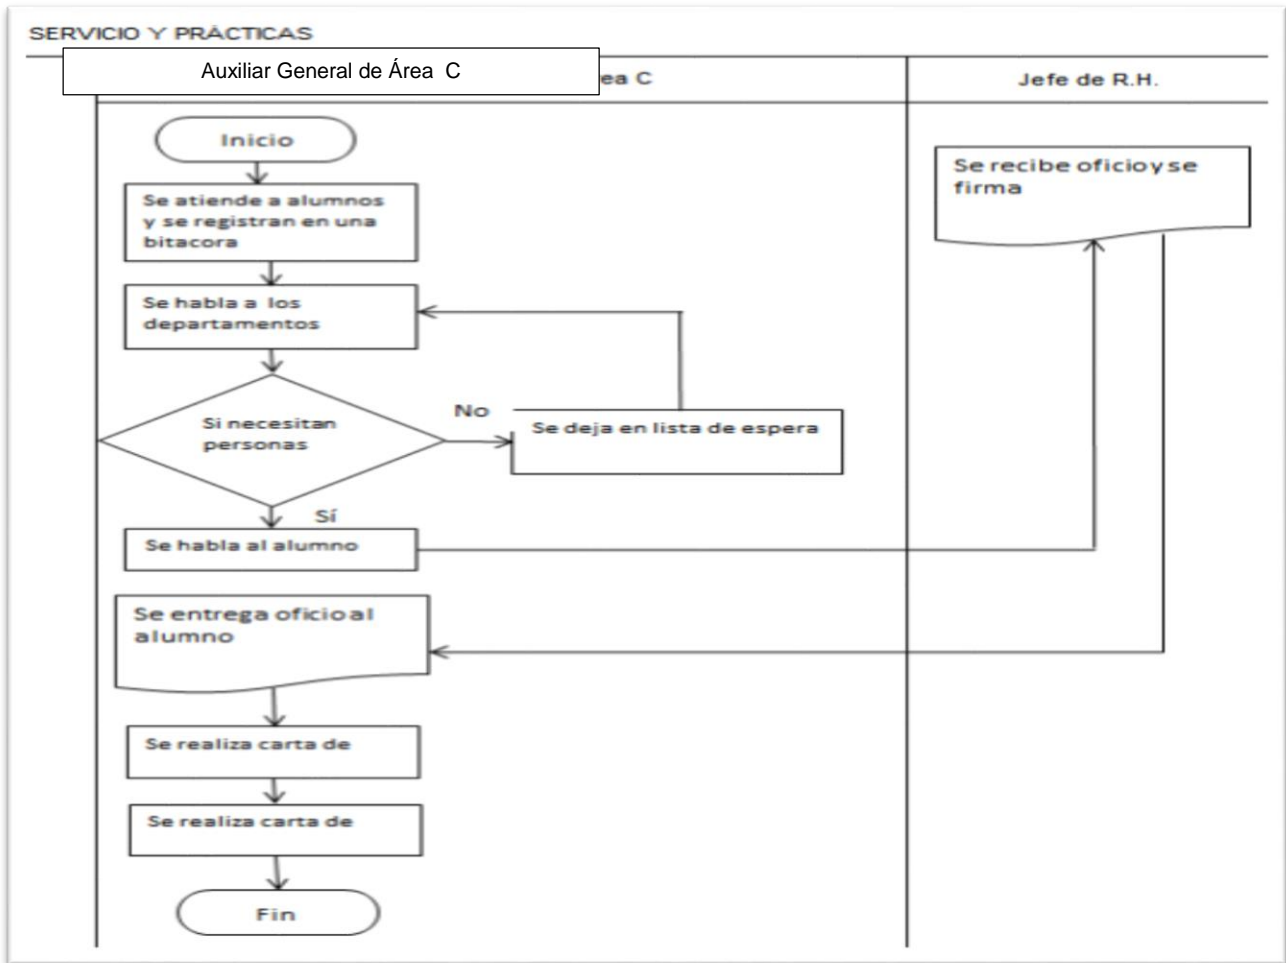 SERVICIO Y PRÁCTICAS
Auxiliar General de Área C
ea C
Jefe de R.H.
Inicio
Se recibe oficio y se
firma
Se atiende a alumnos
y se registran en una
bitacora
Se habla a los
departamentos
Si necesitan
personas
No
Se deja en lista de espera
Sí
Se habla al alumno
Se entrega oficio al
alumno
Se realiza carta de
Se realiza carta de
Fin